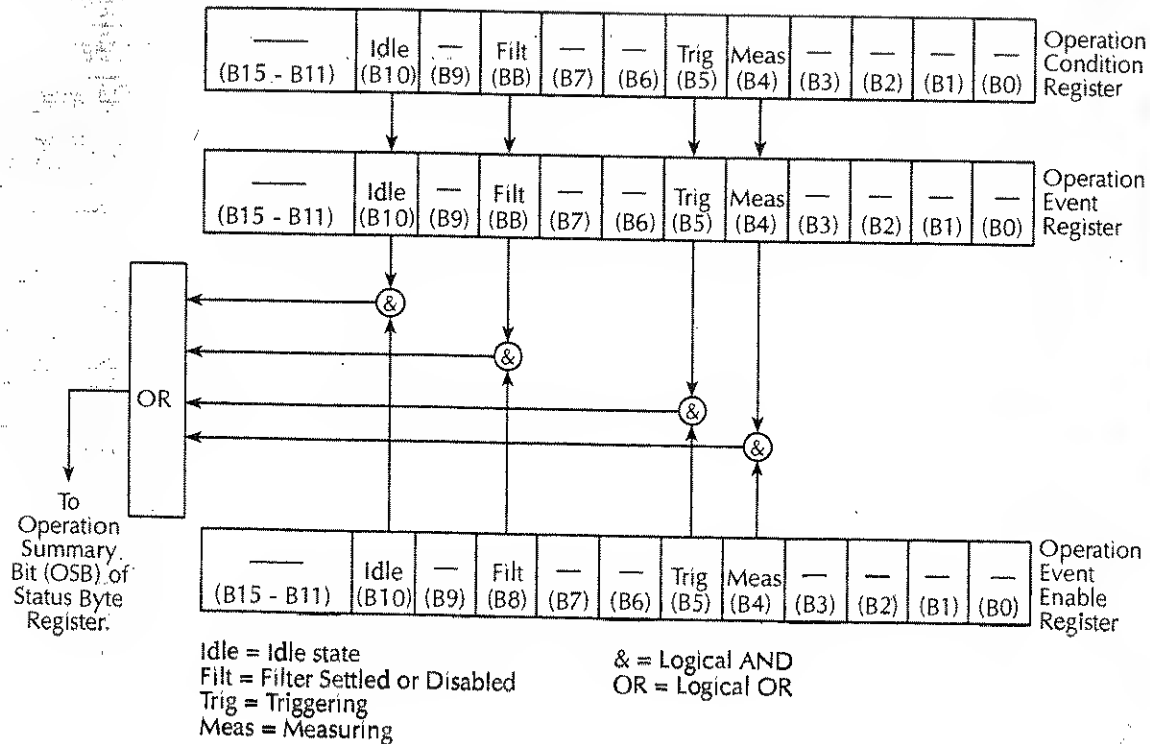 — Idle — Filt — — Trig Meas — — — — Operation
(B15 - B11) (B10) (B9) (BB) (B7) (B6) (B5) (B4) (B3) (B2) (B1) (B0) Condition
Register
— Idle — Filt — — Trig Meas — — — — Operation
(B15 - B11) (B10) (B9) (BB) (B7) (B6) (B5) (B4) (B3) (B2) (B1) (B0) Event
Register
&
&
OR
&
&
To
Operation
Summary
Bit (OSB) of
Status Byte
Register.
— Idle — Filt — — Trig Meas — — — — Operation
(B15 - B11) (B10) (B9) (B8) (B7) (B6) (B5) (B4) (B3) (B2) (B1) (B0) Event
Enable
Register
Idle = Idle state
Filt = Filter Settled or Disabled
Trig = Triggering
Meas = Measuring
& = Logical AND
OR = Logical OR